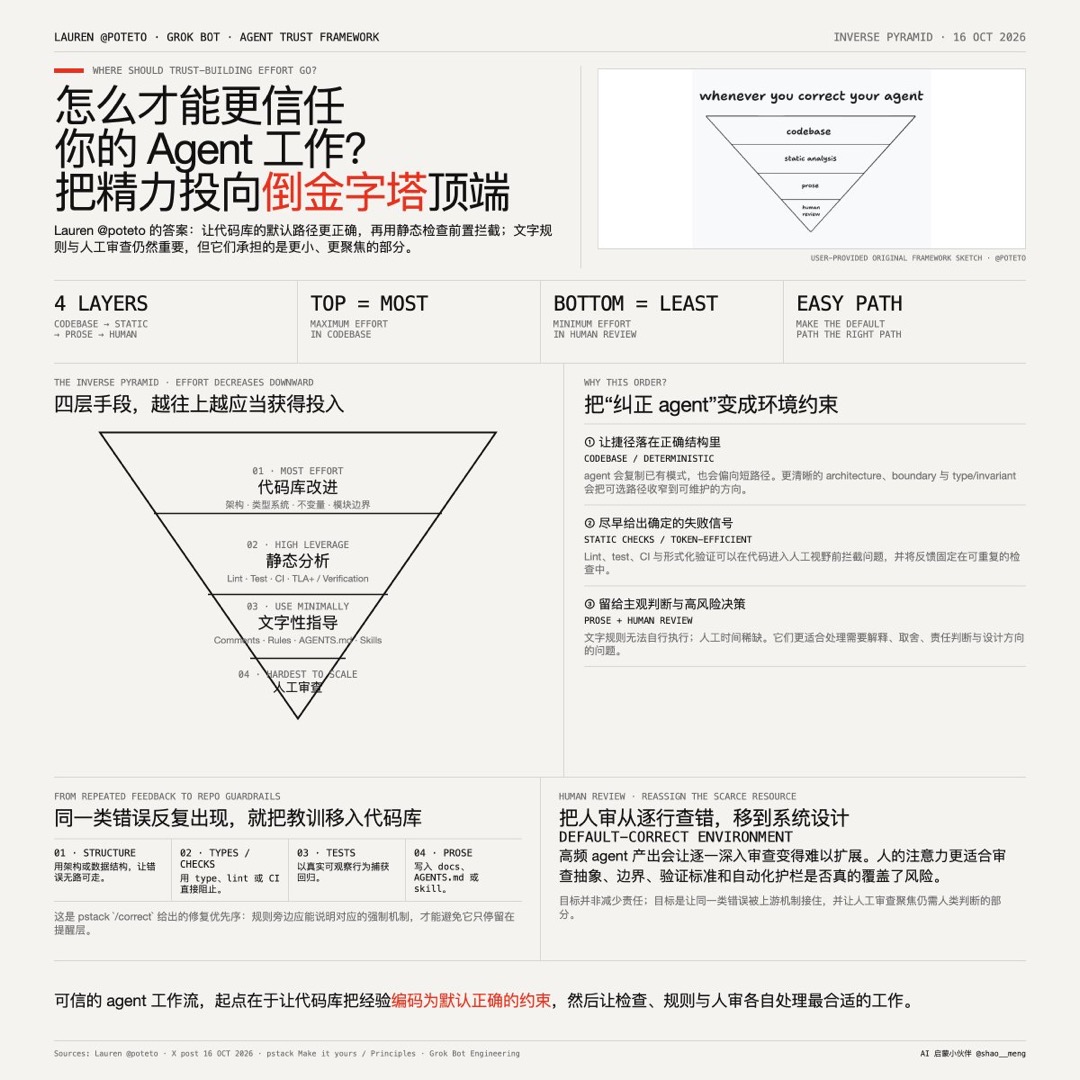 LAUREN @POTETO · GROK BOT · AGENT TRUST FRAMEWORK
INVERSE PYRAMID · 16 OCT 2026
WHERE SHOULD TRUST-BUILDING EFFORT GO?
怎么才能更信任
你的 Agent 工作?
把精力投向倒金字塔顶端
Lauren @poteto 的答案：让代码库的默认路径更正确，再用静态检查前置拦截；文字规
则与人工审查仍然重要，但它们承担的是更小、更聚焦的部分。
whenever you correct your agent
codebase
static analysis
prose
human
review
USER-PROVIDED ORIGINAL FRAMEWORK SKETCH · @POTETO
4 LAYERS
CODEBASE → STATIC
→ PROSE → HUMAN
TOP = MOST
MAXIMUM EFFORT
IN CODEBASE
BOTTOM = LEAST
MINIMUM EFFORT
IN HUMAN REVIEW
EASY PATH
MAKE THE DEFAULT
PATH THE RIGHT PATH
THE INVERSE PYRAMID · EFFORT DECREASES DOWNWARD
四层手段，越往上越应当获得投入
01 · MOST EFFORT
代码库改进
架构 · 类型系统 · 不变量 · 模块边界
02 · HIGH LEVERAGE
静态分析
Lint · Test · CI · TLA+ / Verification
03 · USE MINIMALLY
文字性指导
Comments · Rules · AGENTS.md · Skills
04 · HARDEST TO SCALE
人工审查
WHY THIS ORDER?
把“纠正 agent”变成环境约束
① 让捷径落在正确结构里
CODEBASE / DETERMINISTIC
agent 会复制已有模式，也会偏向短路径。更清晰的 architecture、boundary 与 type/invariant
会把可选路径收窄到可维护的方向。
② 尽早给出确定的失败信号
STATIC CHECKS / TOKEN-EFFICIENT
Lint、test、CI 与形式化验证可以在代码进入人工视野前拦截问题，并将反馈固定在可重复的检
查中。
③ 留给主观判断与高风险决策
PROSE + HUMAN REVIEW
文字规则无法自行执行；人工时间稀缺。它们更适合处理需要解释、取舍、责任判断与设计方向
的问题。
FROM REPEATED FEEDBACK TO REPO GUARDRAILS
同一类错误反复出现，就把教训移入代码库
01 · STRUCTURE
用架构或数据结构，让错
误无路可走。
02 · TYPES /
CHECKS
用 type、lint 或 CI
直接阻止。
03 · TESTS
以真实可观察行为捕获
回归。
04 · PROSE
写入 docs、
AGENTS.md 或
skill。
这是 pstack `/correct` 给出的修复优先序：规则旁边应能说明对应的强制机制，才能避免它只停留在
提醒层。
HUMAN REVIEW · REASSIGN THE SCARCE RESOURCE
把人审从逐行查错，移到系统设计
DEFAULT-CORRECT ENVIRONMENT
高频 agent 产出会让逐一深入审查变得难以扩展。人的注意力更适合审
查抽象、边界、验证标准和自动化护栏是否真的覆盖了风险。
目标并非减少责任；目标是让同一类错误被上游机制接住，并让人工审查聚焦仍需人类判断的部
分。
可信的 agent 工作流，起点在于让代码库把经验编码为默认正确的约束，然后让检查、规则与人审各自处理最合适的工作。
Sources: Lauren @poteto · X post 16 OCT 2026 · pstack Make it yours / Principles · Grok Bot Engineering
AI 启蒙小伙伴 @shao__meng